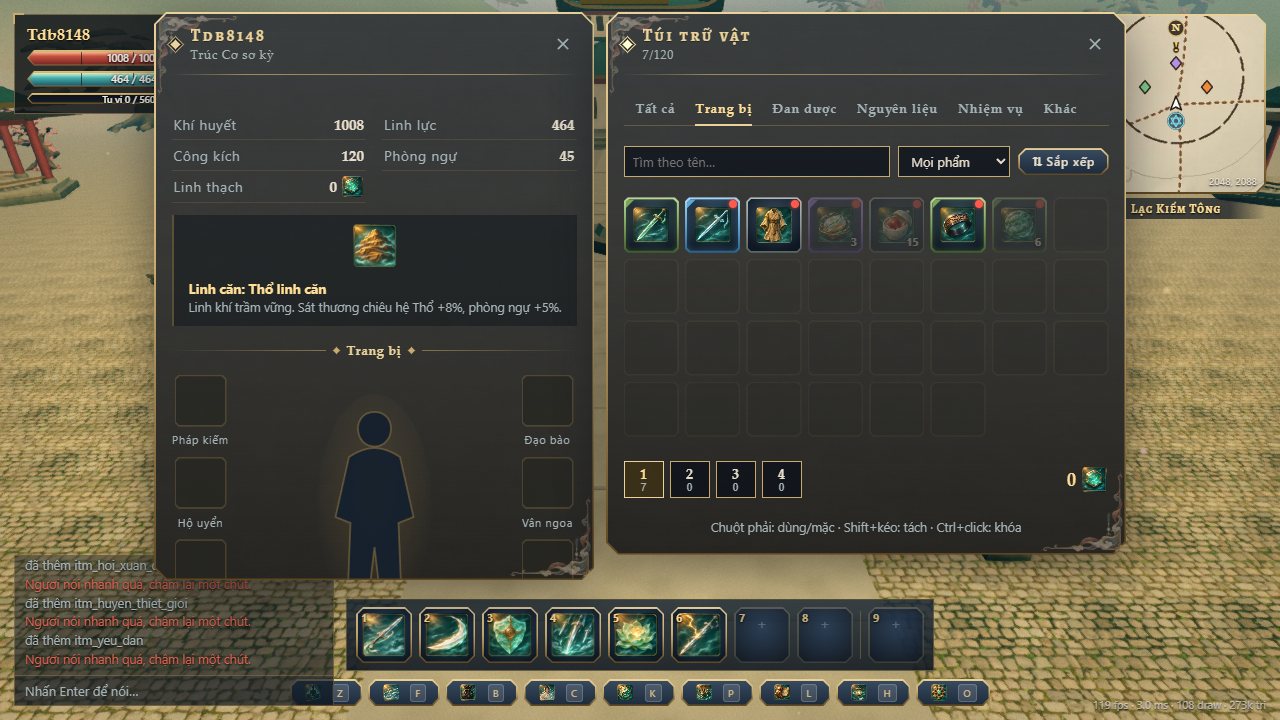 Tdb8148
1008 / 100
464 / 464
Tu vi 0 / 560
Tdb8148
Trúc Cơ sơ kỳ
Khí huyết 1008
Linh lực 464
Công kích 120
Phòng ngự 45
Linh thạch 0
Linh căn: Thổ linh căn
Linh khí trầm vững. Sát thương chiêu hệ Thổ +8%, phòng ngự +5%.
Trang bị
Pháp kiếm
Đạo bào
Hộ uyển
Vân ngoa
Túi trữ vật
7/120
Tất cả Trang bị Đan dược Nguyên liệu Nhiệm vụ Khác
Tìm theo tên... Mọi phẩm ⇅ Sắp xếp
3 15 6
1 2 3 4
7 0 0 0
0
Chuột phải: dùng/mặc · Shift+kéo: tách · Ctrl+click: khóa
N
2048, 2088
Lạc Kiếm Tông
đã thêm itm_hoi_xuan_
Ngươi nói nhanh quá, chậm lại một chút.
đã thêm itm_huyen_thiet_gioi
Ngươi nói nhanh quá, chậm lại một chút.
đã thêm itm_yeu_dan
Ngươi nói nhanh quá, chậm lại một chút.
Nhấn Enter để nói...
1 2 3 4 5 6 7 8 9
+ + +
Z F B C K P L H O
119 fps · 3.0 ms · 108 draw · 273k tri